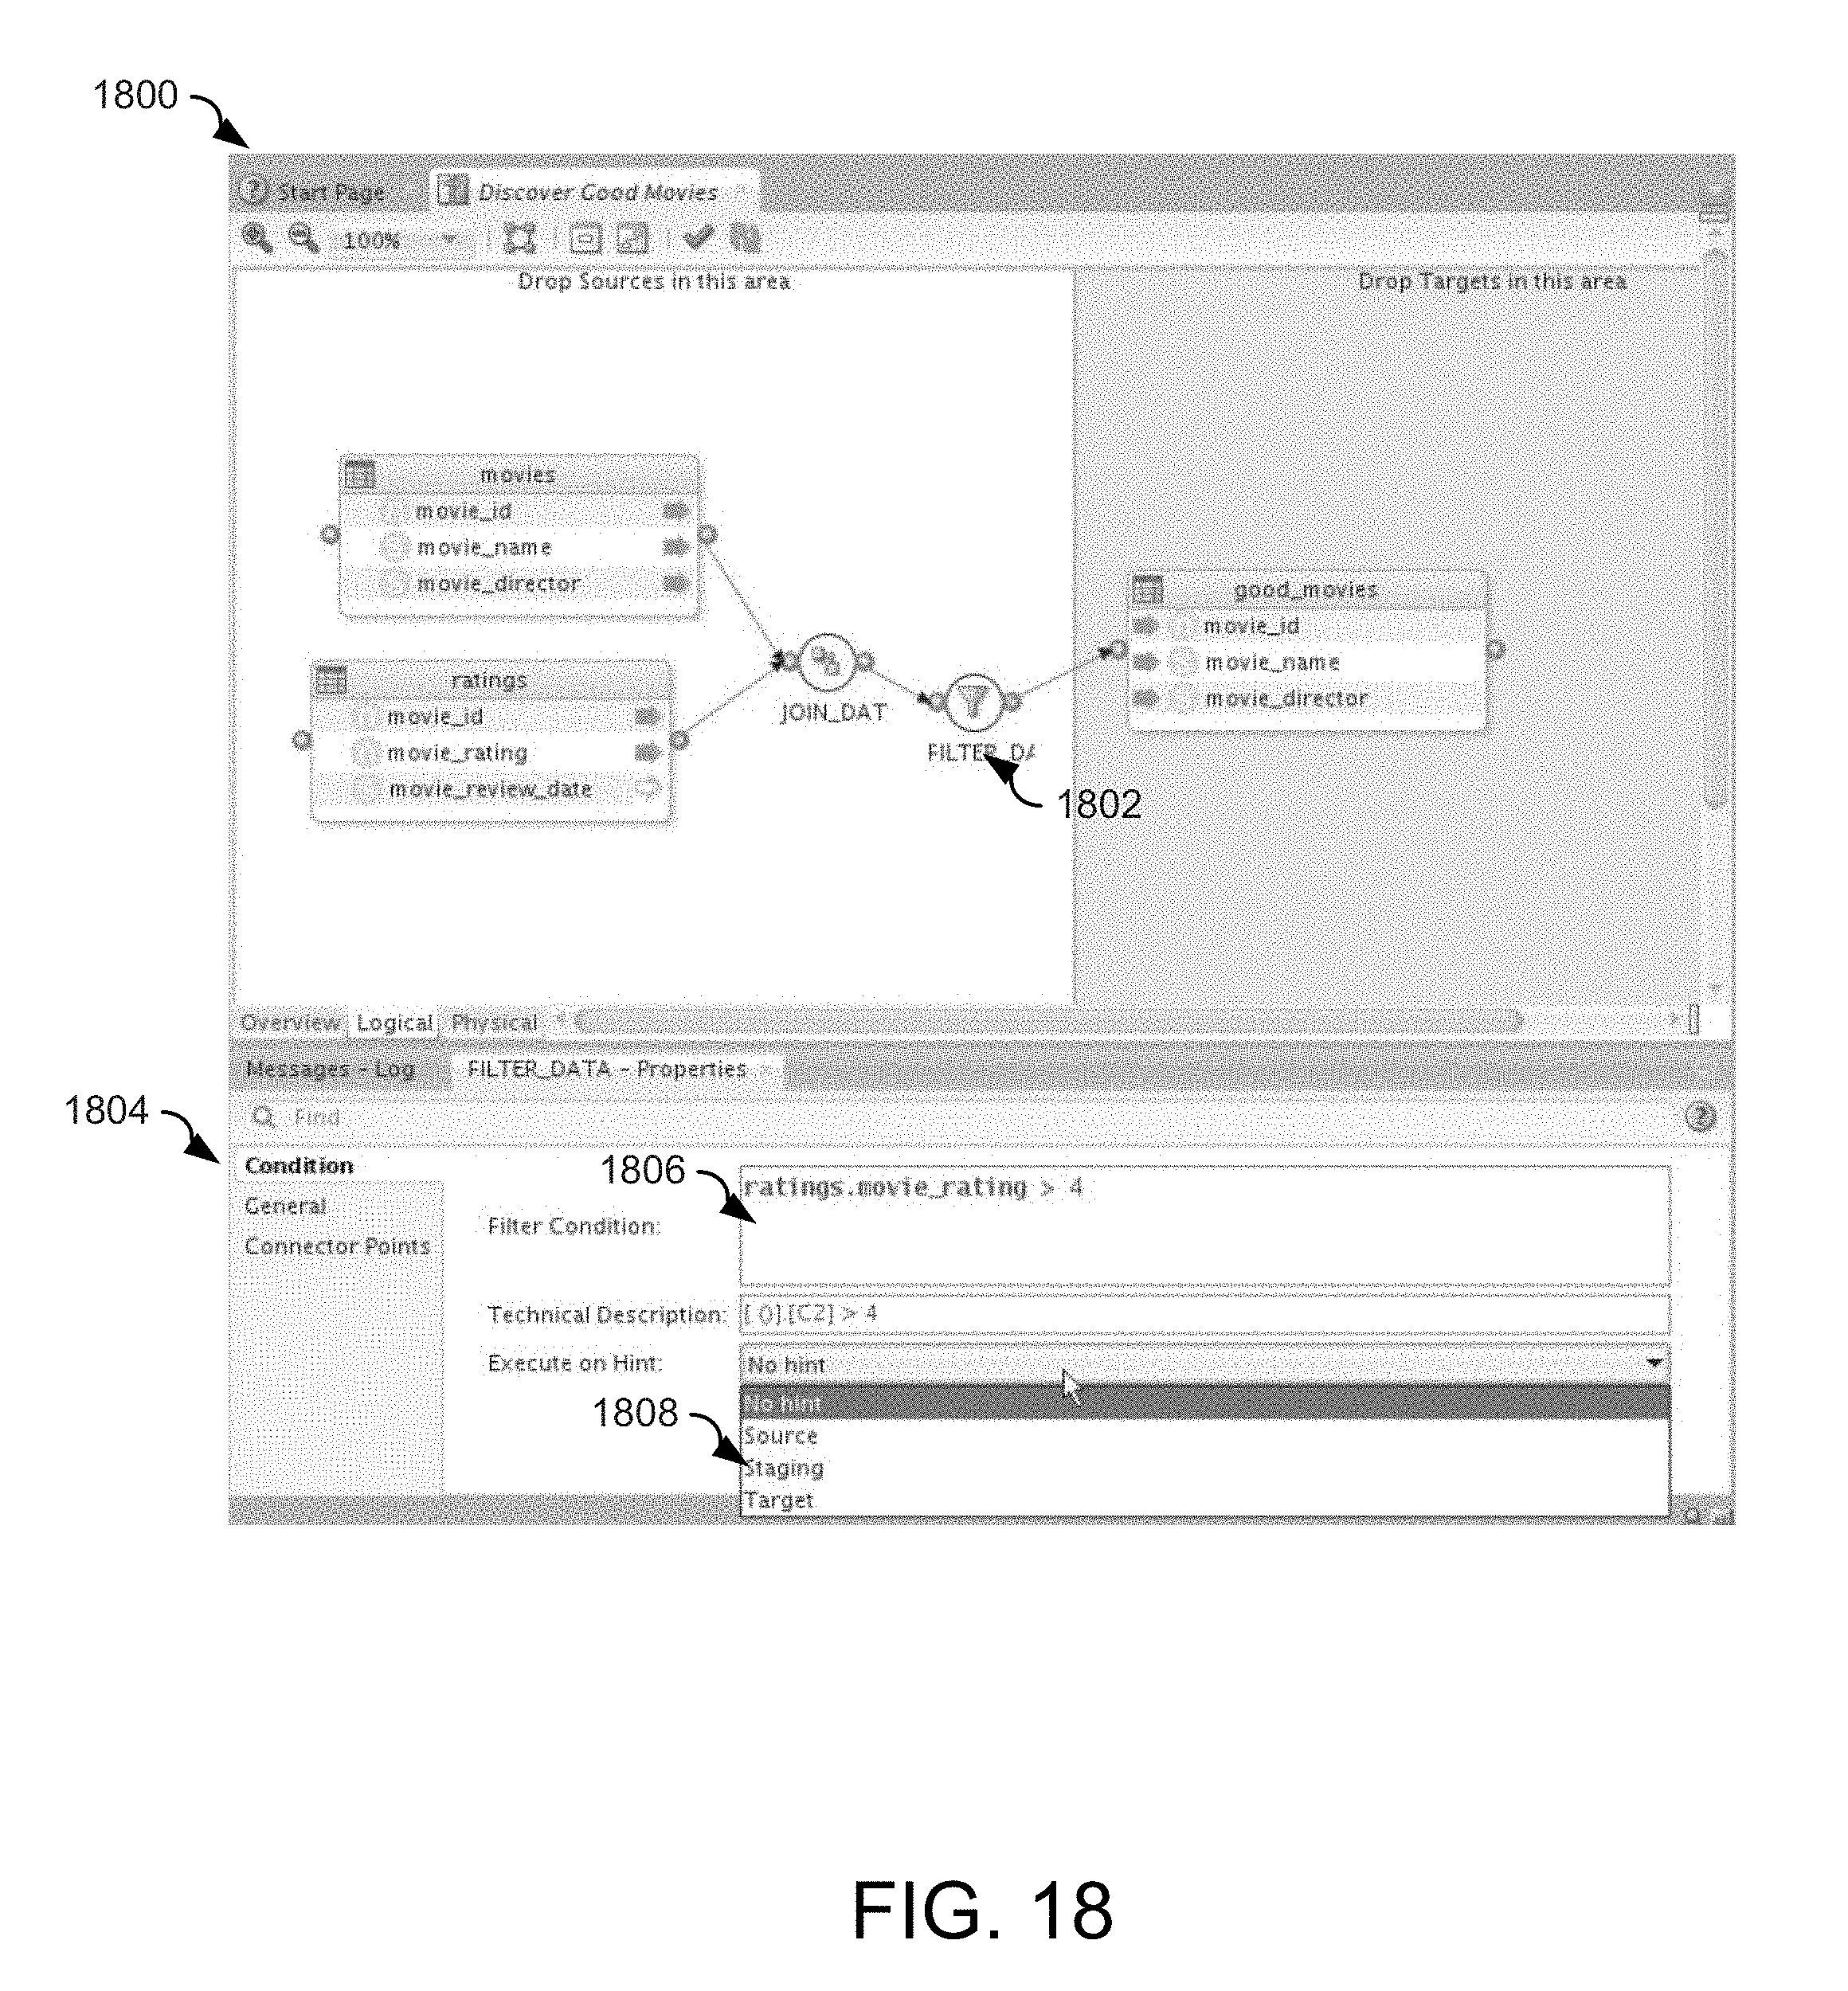 1800
Start Page
Discover Good Movies
100%
Drop Sources in this area
Drop Targets in this area
movies
movie_id
movie_name
movie_director
ratings
movie_id
movie_rating
movie_review_date
JOIN_DAT
FILTER_DA
1802
good_movies
movie_id
movie_name
movie_director
Overview Logical Physical
Messages - Log
FILTER_DATA - Properties
1804
Find
Condition
General
Connector Points
1806
Filter Condition:
ratings.movie_rating > 4
Technical Description:
[ 0].[C2] > 4
Execute on Hint:
No hint
1808
No hint
Source
Staging
Target
FIG. 18